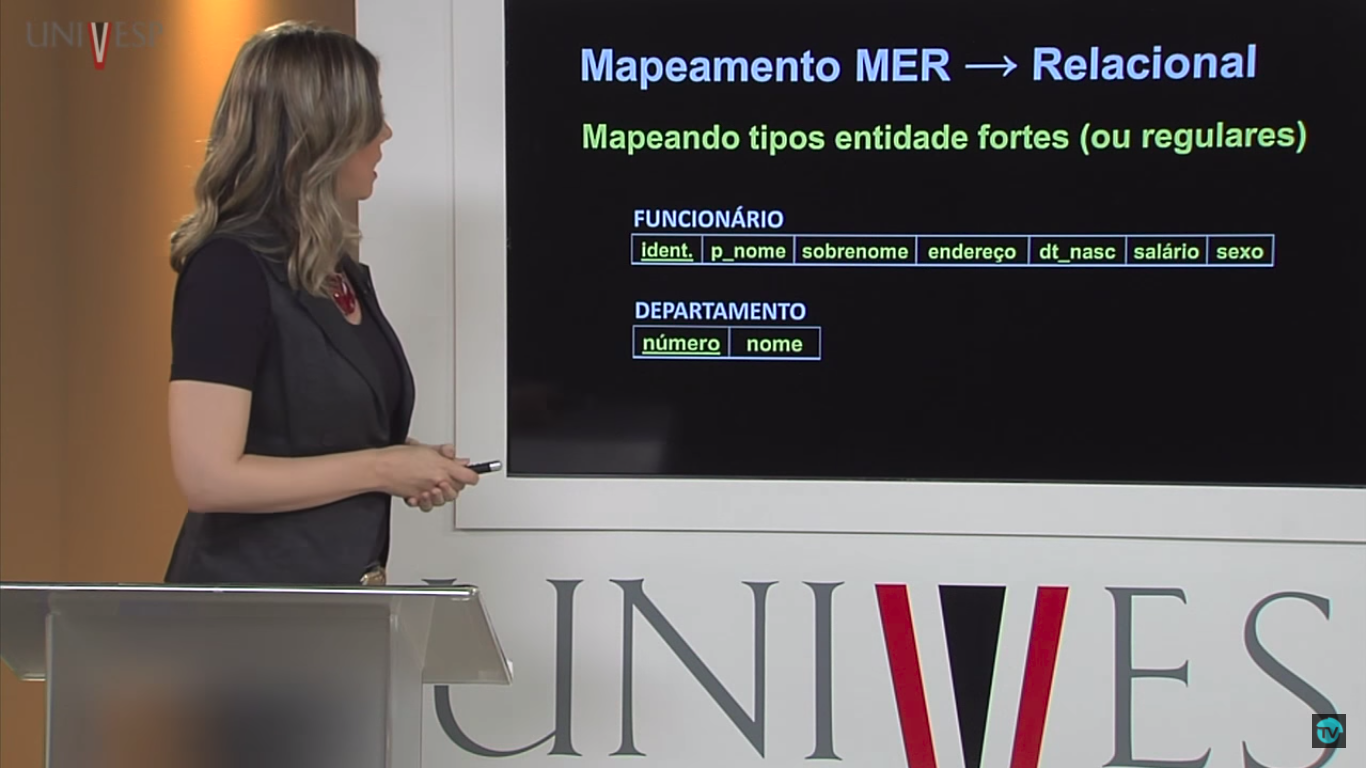 UNIVESP
Mapeamento MER → Relacional
Mapeando tipos entidade fortes (ou regulares)
FUNCIONÁRIO
ident. p_nome sobrenome endereço dt_nasc salário sexo
DEPARTAMENTO
número nome
UNIVES
TV